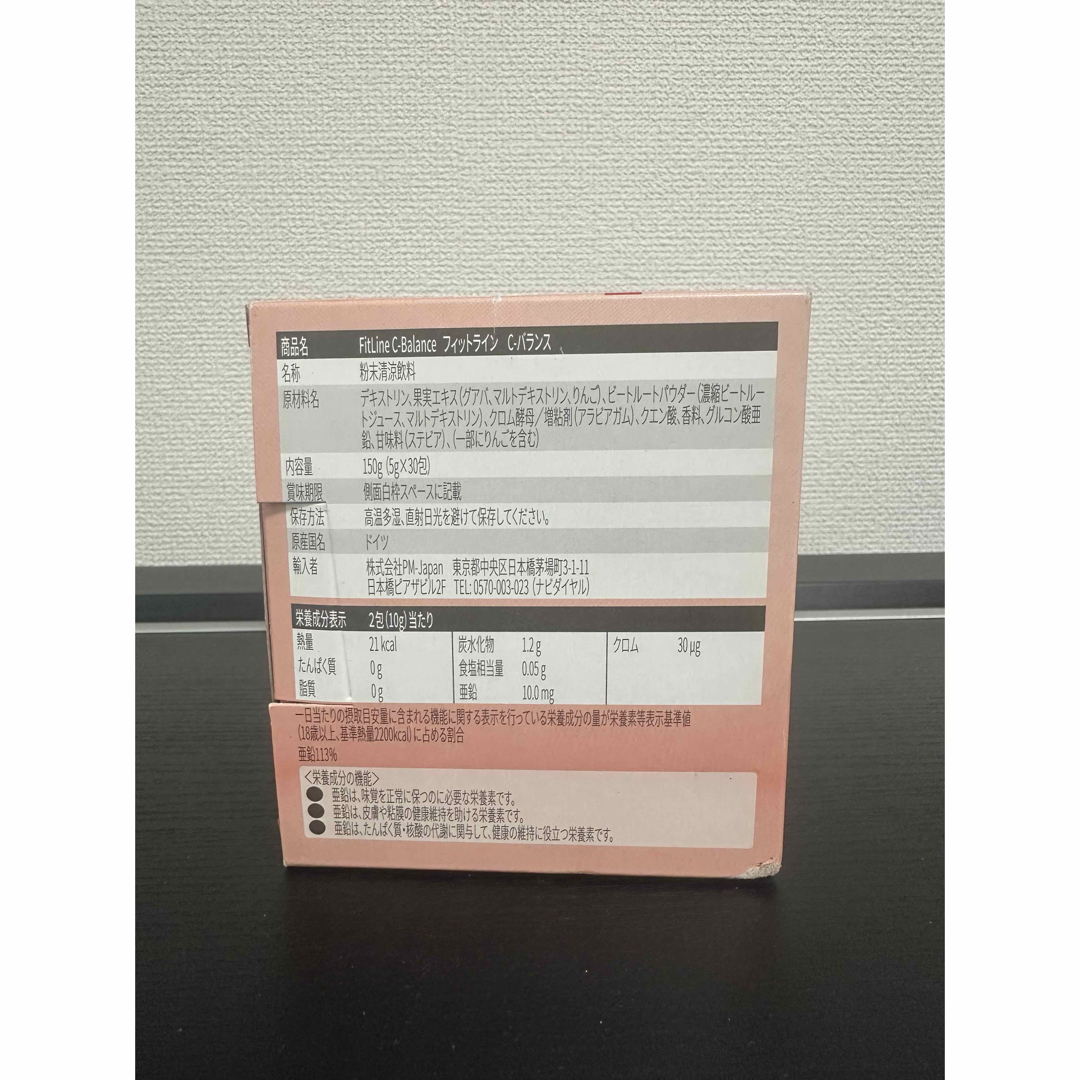 商品名 FitLine C-Balance フィットライン C-バランス
名称 粉末清涼飲料
原材料名 デキストリン、果実エキス(グアバ、マルトデキストリン、りんご)、ビートルートパウダー(濃縮ビートルー
トジュース、マルトデキストリン)、クロム酵母/増粘剤(アラビアガム)、クエン酸、香料、グルコン酸亜
鉛、甘味料(ステビア)、(一部にりんごを含む)
内容量 150g (5g×30包)
賞味期限 側面白枠スペースに記載
保存方法 高温多湿、直射日光を避けて保存してください。
原産国名 ドイツ
輸入者 株式会社PM-Japan 東京都中央区日本橋茅場町3-1-11
日本橋ピアザビル2F TEL: 0570-003-023 (ナビダイヤル)
栄養成分表示 2包(10g)当たり
熱量 21 kcal 炭水化物 1.2 g クロム 30 μg
たんぱく質 0 g 食塩相当量 0.05 g
脂質 0 g 亜鉛 10.0 mg
一日当たりの摂取目安量に含まれる機能に関する表示を行っている栄養成分の量が栄養素等表示基準値
(18歳以上、基準熱量2200kcal)に占める割合
亜鉛113%
<栄養成分の機能>
● 亜鉛は、味覚を正常に保つのに必要な栄養素です。
● 亜鉛は、皮膚や粘膜の健康維持を助ける栄養素です。
● 亜鉛は、たんぱく質・核酸の代謝に関与して、健康の維持に役立つ栄養素です。